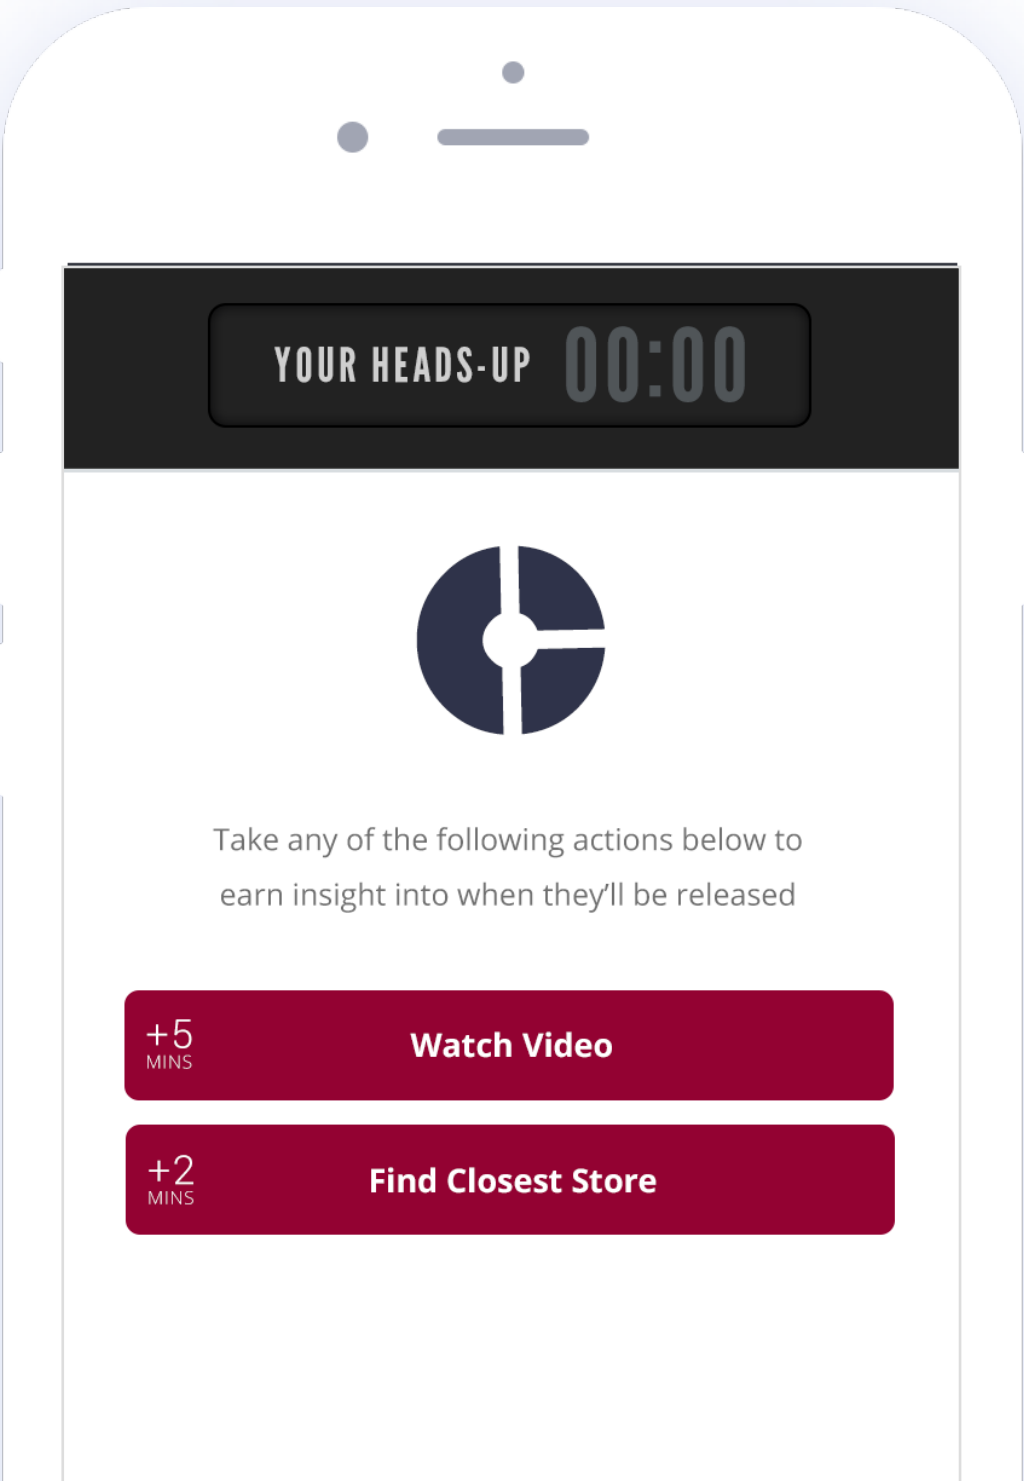 YOUR HEADS-UP 00:00
Take any of the following actions below to
earn insight into when they’ll be released
+5
MINS
Watch Video
+2
MINS
Find Closest Store